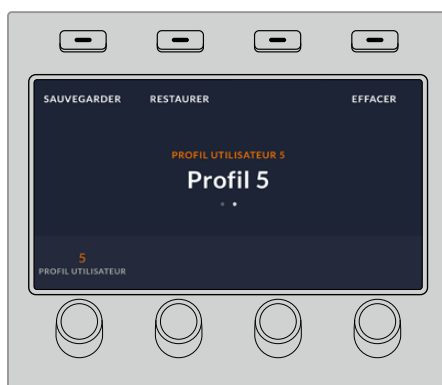 SAUVEGARDER RESTAURER EFFACER
PROFIL UTILISATEUR 5
Profil 5
5
PROFIL UTILISATEUR